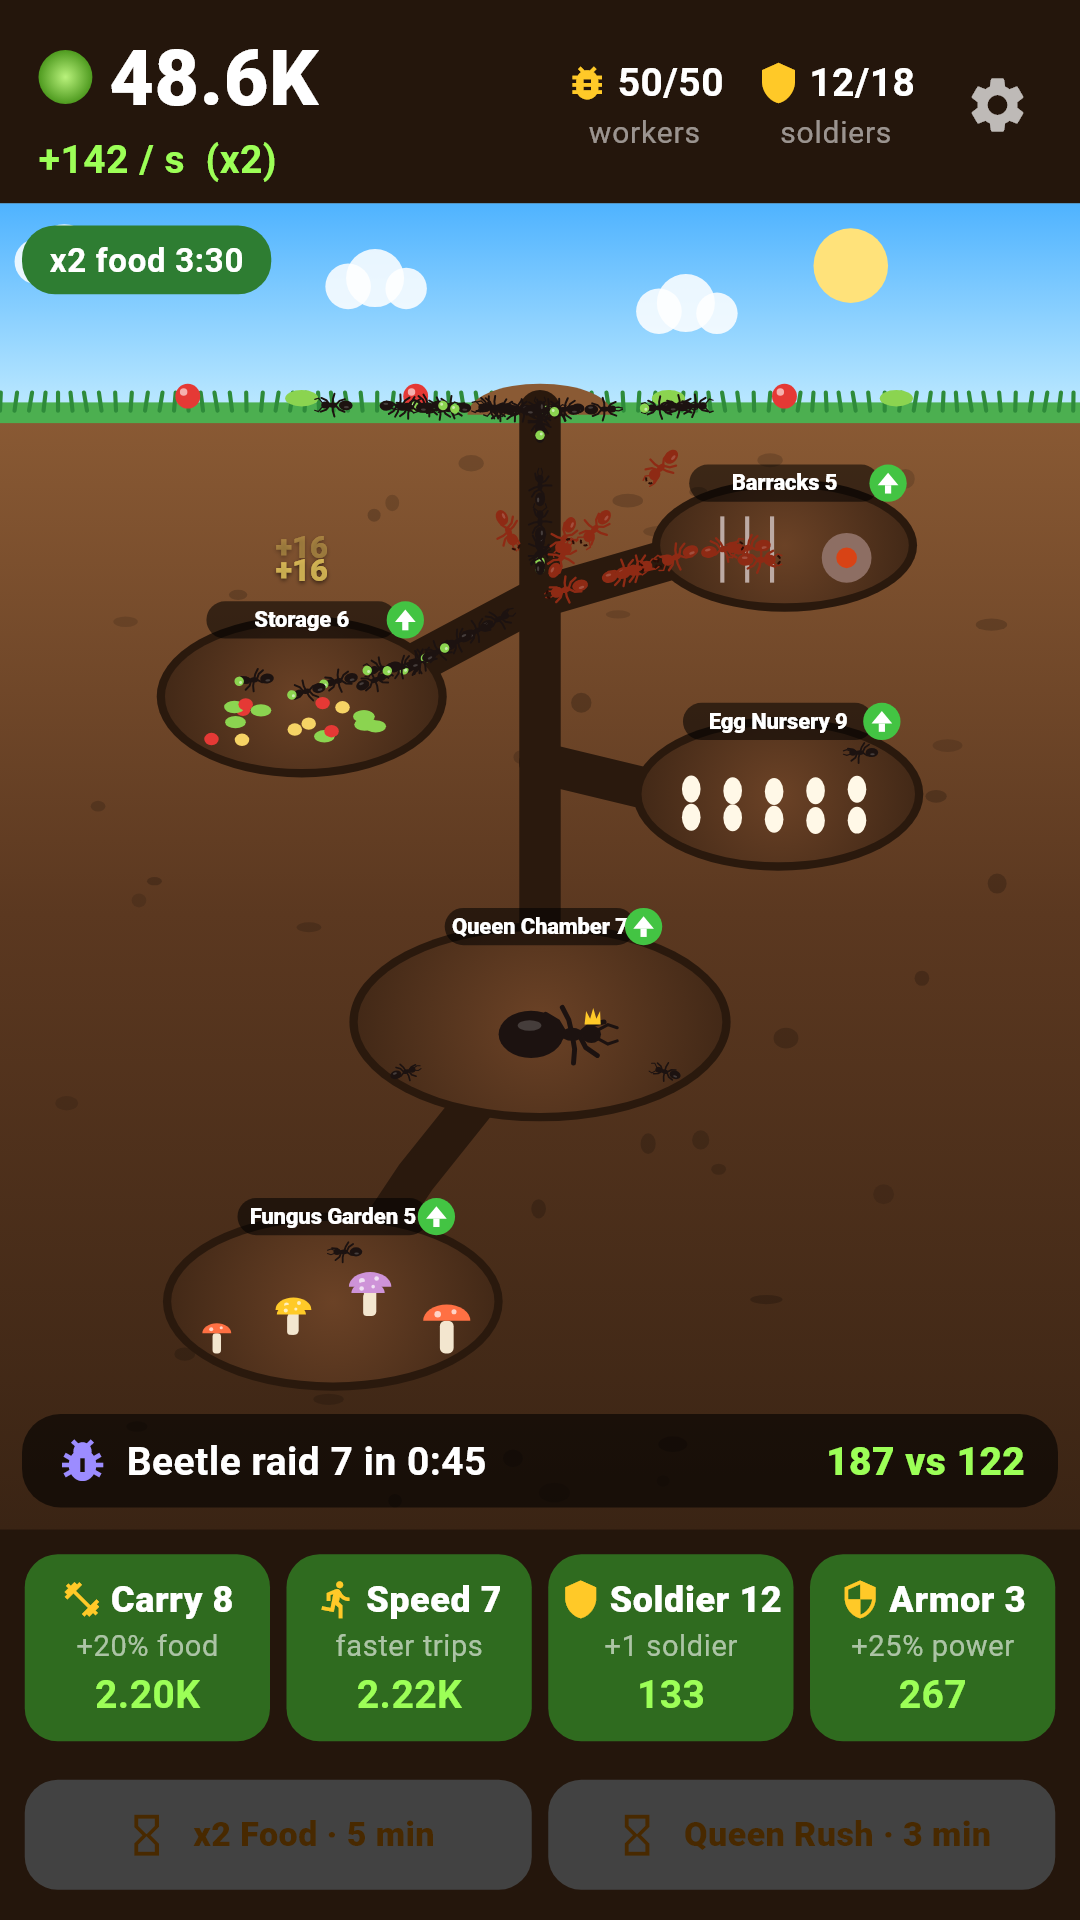 48.6K
50/50
12/18
workers
soldiers
+142 / s (x2)
x2 food 3:30
Barracks 5
+16
+16
Storage 6
Egg Nursery 9
Queen Chamber 7
Fungus Garden 5
Beetle raid 7 in 0:45
187 vs 122
Carry 8
+20% food
2.20K
Speed 7
faster trips
2.22K
Soldier 12
+1 soldier
133
Armor 3
+25% power
267
x2 Food · 5 min
Queen Rush · 3 min